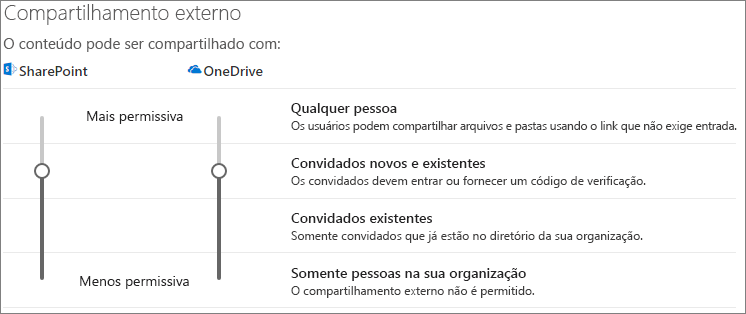 Compartilhamento externo
O conteúdo pode ser compartilhado com:
SharePoint
OneDrive
Mais permissiva
Qualquer pessoa
Os usuários podem compartilhar arquivos e pastas usando o link que não exige entrada.
Convidados novos e existentes
Os convidados devem entrar ou fornecer um código de verificação.
Convidados existentes
Somente convidados que já estão no diretório da sua organização.
Menos permissiva
Somente pessoas na sua organização
O compartilhamento externo não é permitido.